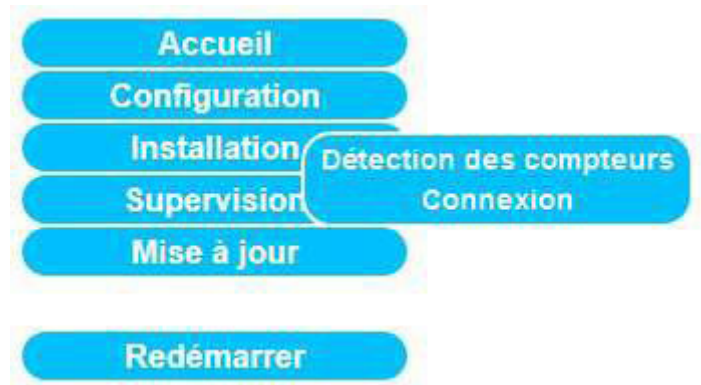 Accueil
Configuration
Installation
Détection des compteurs
Connexion
Supervision
Mise à jour
Redémarrer